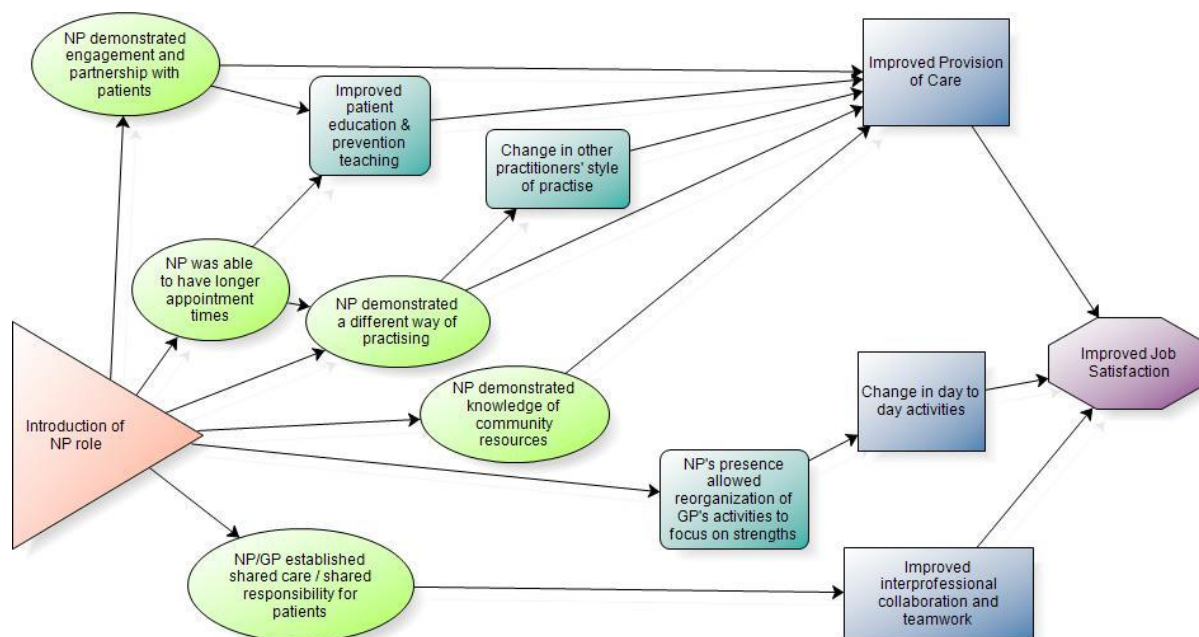 NP demonstrated
engagement and
partnership with
patients
Improved Provision
of Care
Improved
patient
education &
prevention
teaching
Change in other
practitioners' style
of practise
NP was able
to have longer
appointment
times
NP demonstrated
a different way of
practising
Improved Job
Satisfaction
NP demonstrated
knowledge of
community
resources
Change in day to
day activities
Introduction of
NP role
NP's presence
allowed
reorganization of
GP's activities to
focus on strengths
NP/GP established
shared care / shared
responsibility for
patients
Improved
interprofessional
collaboration and
teamwork